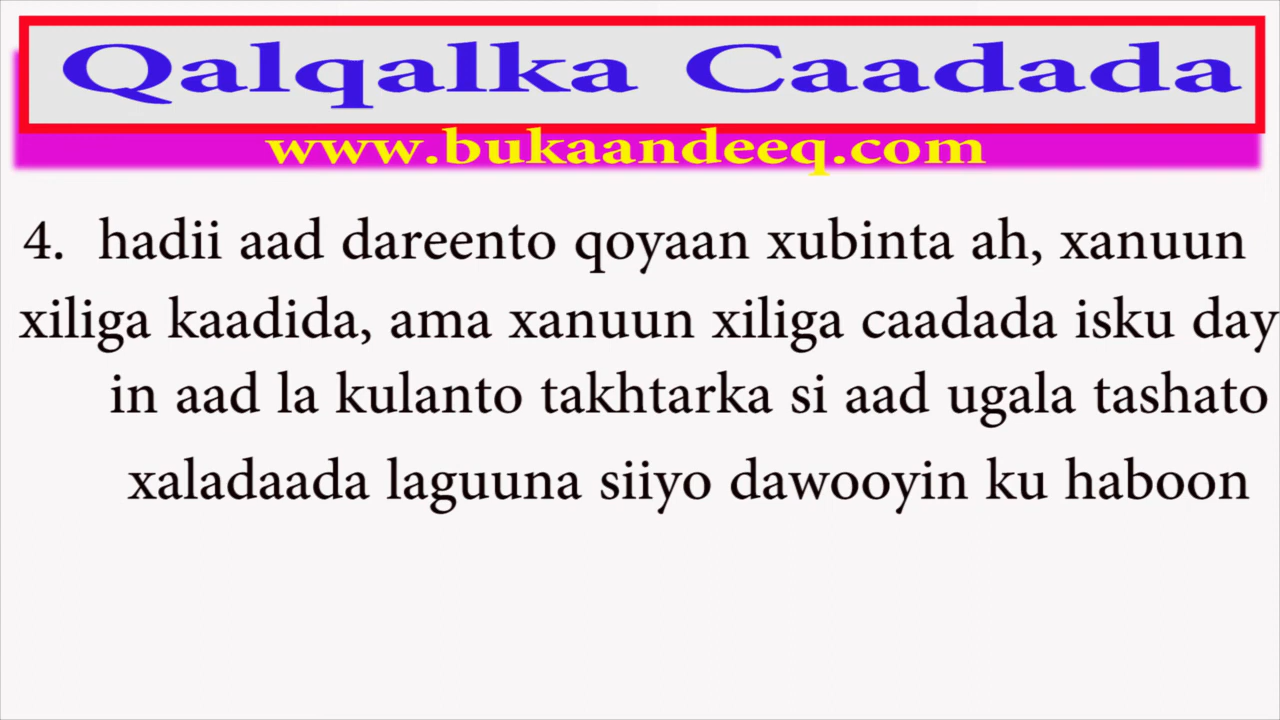 Qalqalka Caadada
www.bukaandeeq.com
4. hadii aad dareento qoyaan xubinta ah, xanuun
xiliga kaadida, ama xanuun xiliga caadada isku day
in aad la kulanto takhtarka si aad ugala tashato
xaladaada laguuna siiyo dawooyin ku haboon